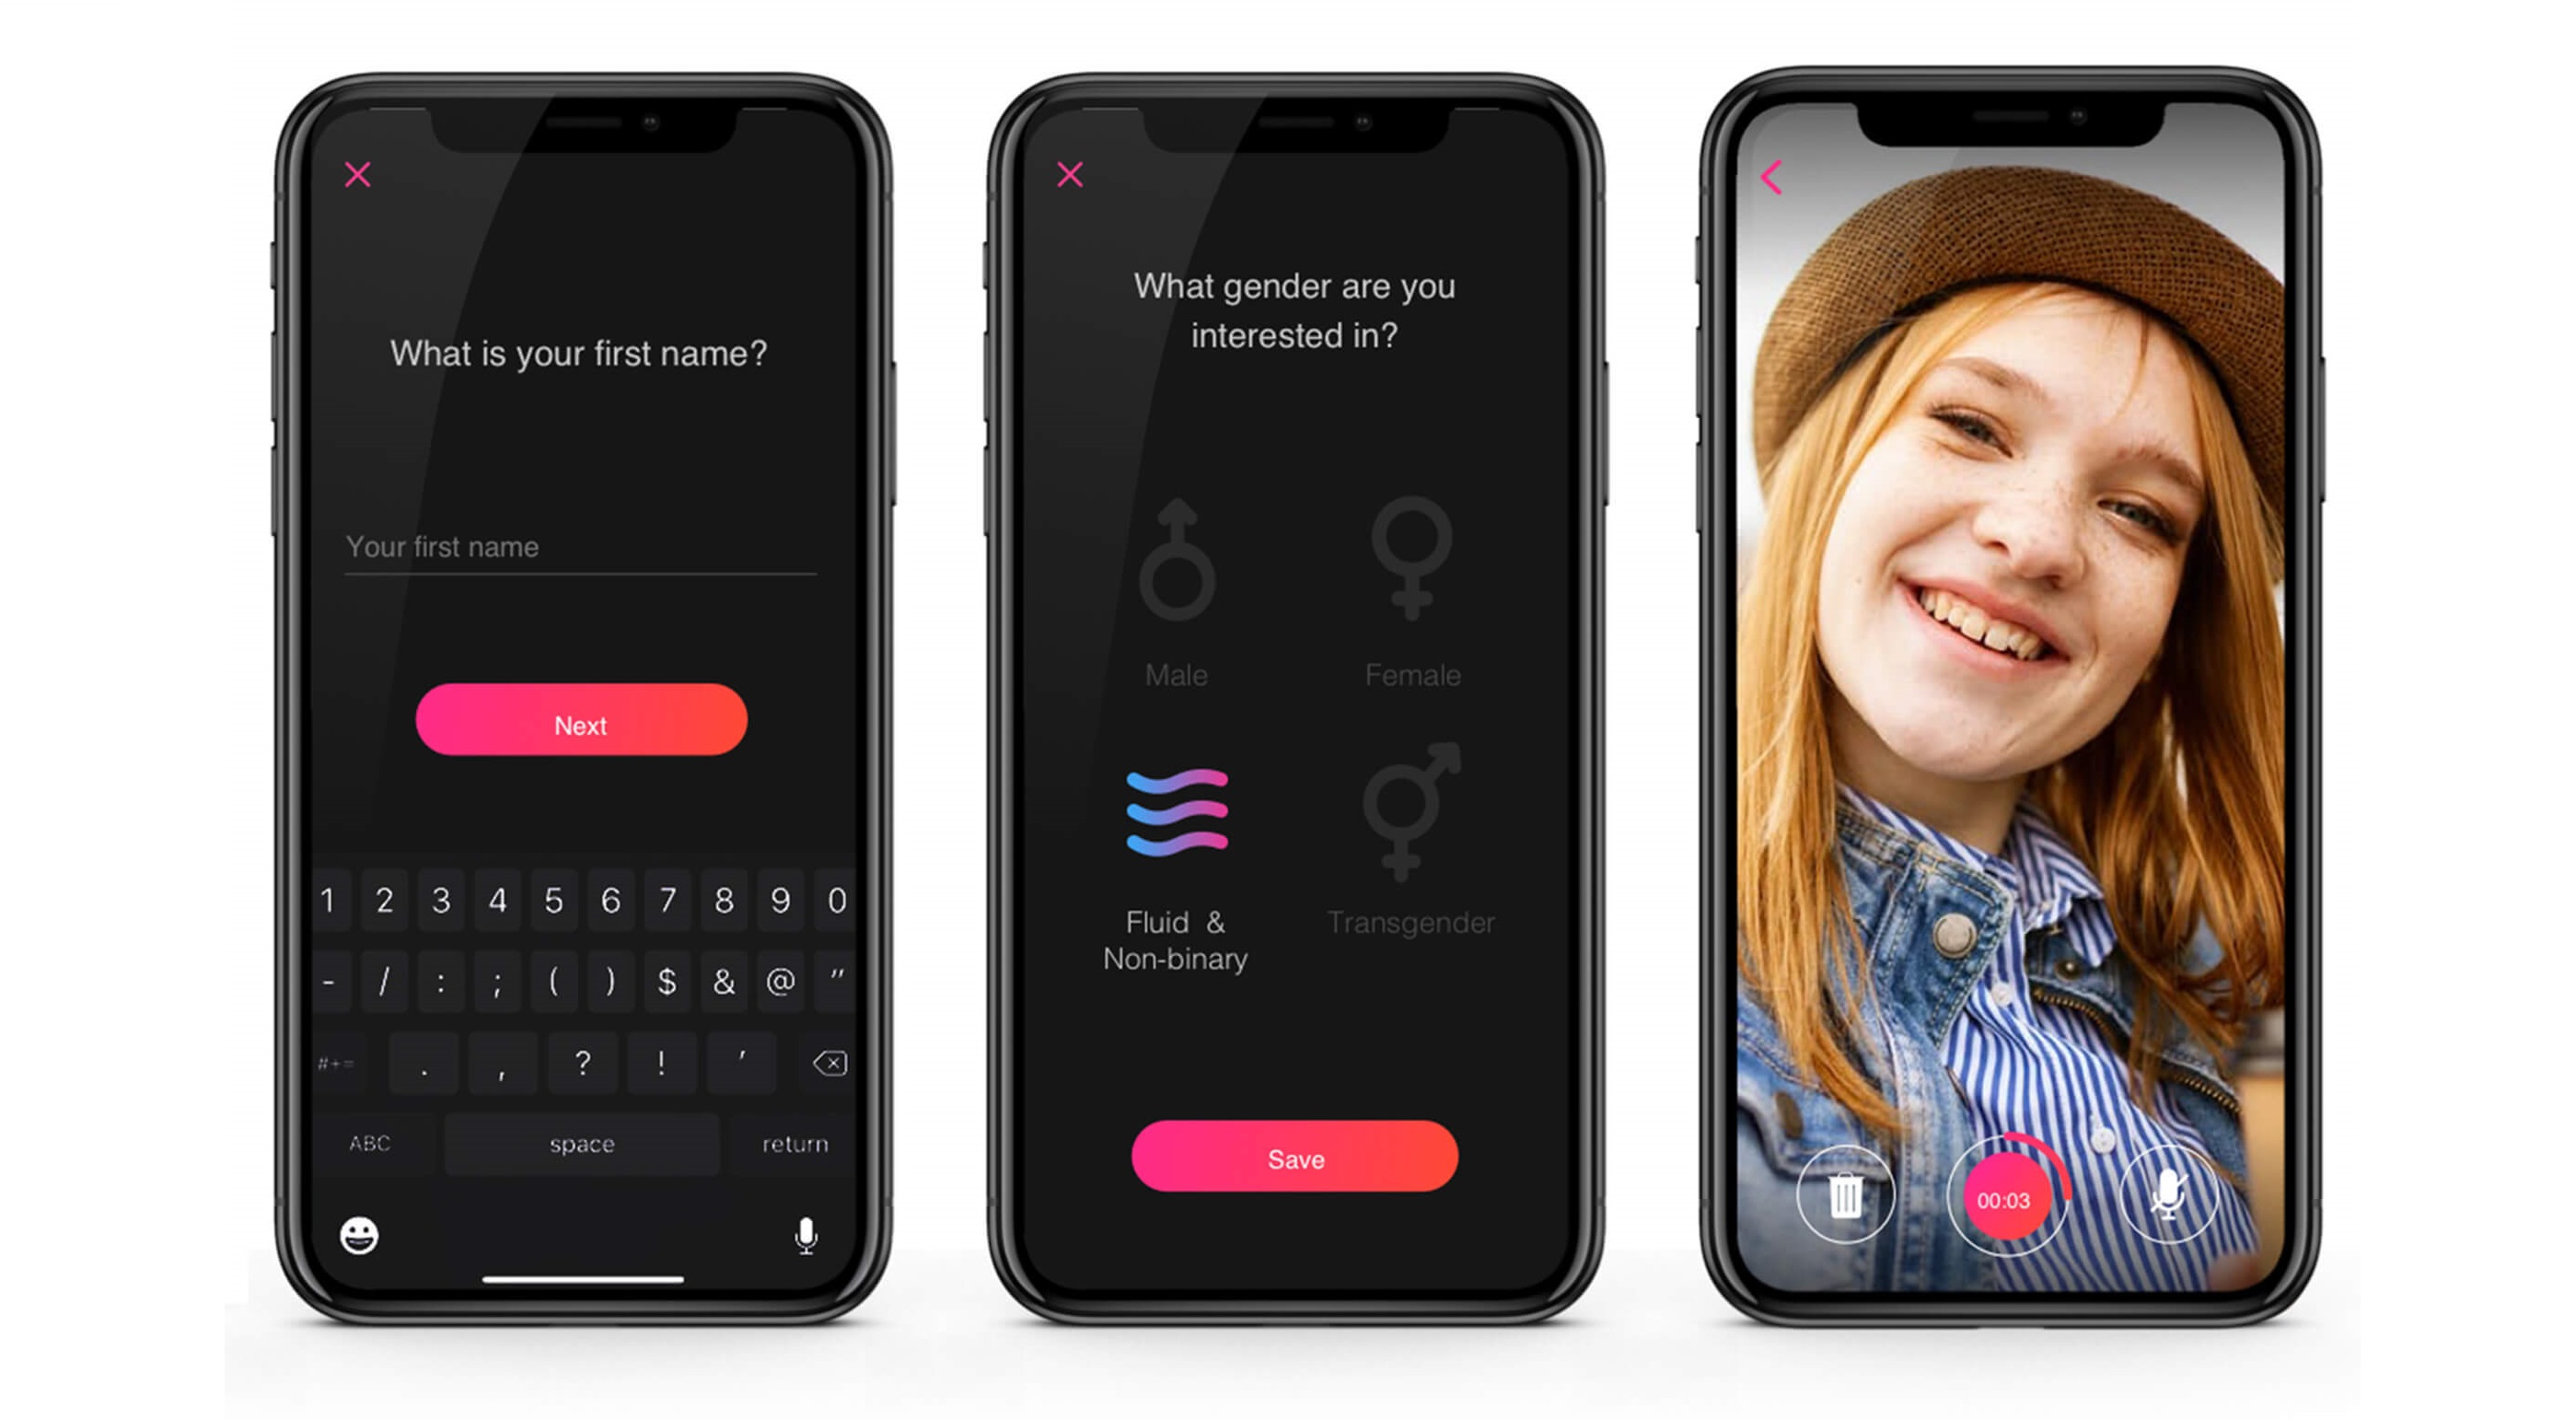 What is your first name?
Your first name
Next
1 2 3 4 5 6 7 8 9 0
- / : ; ( ) $ & @ "
#+= . , ? ! '
ABC space return
What gender are you
interested in?
Male Female
Fluid & Transgender
Non-binary
Save
00:03